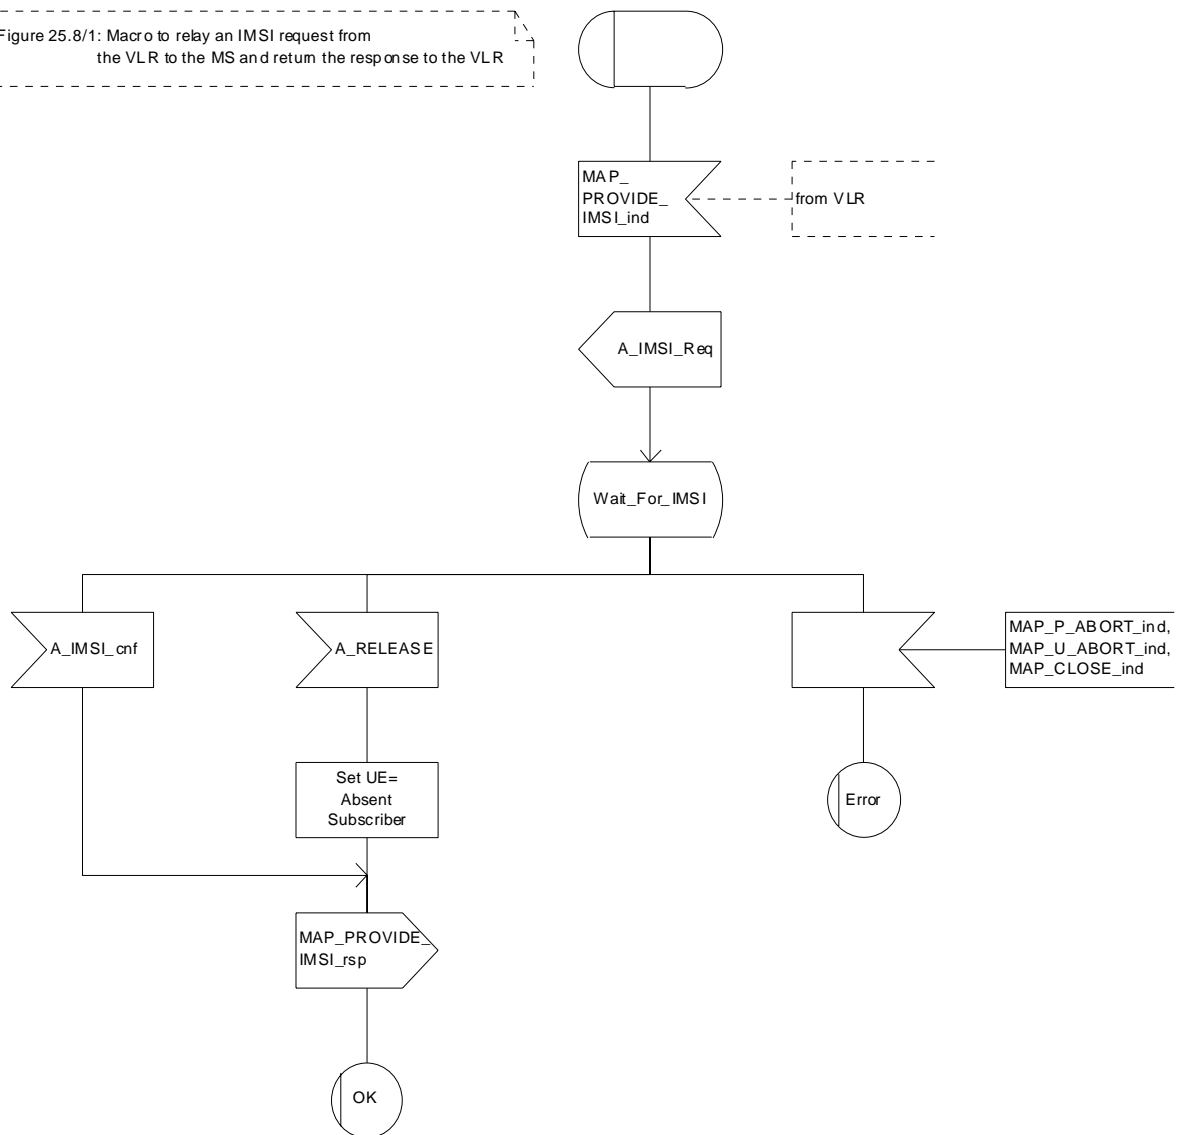 Figure 25.8/1: Macro to relay an IMSI request from
the VLR to the MS and return the response to the VLR
MAP_
PROVIDE_
IMSI_ind
from VLR
A_IMSI_Req
Wait_For_IMSI
A_IMSI_cnf
A_RELEASE
MAP_P_ABORT_ind,
MAP_U_ABORT_ind,
MAP_CLOSE_ind
Set UE=
Absent
Subscriber
Error
MAP_PROVIDE_
IMSI_rsp
OK